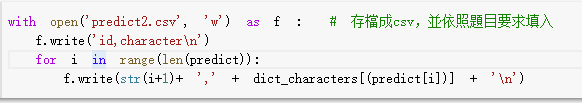 with open('predict2.csv', 'w') as f : # 存檔成csv，並依照題目要求填入
f.write('id,character\n')
for i in range(len(predict)):
f.write(str(i+1)+ ',' + dict_characters[(predict[i])] + '\n')